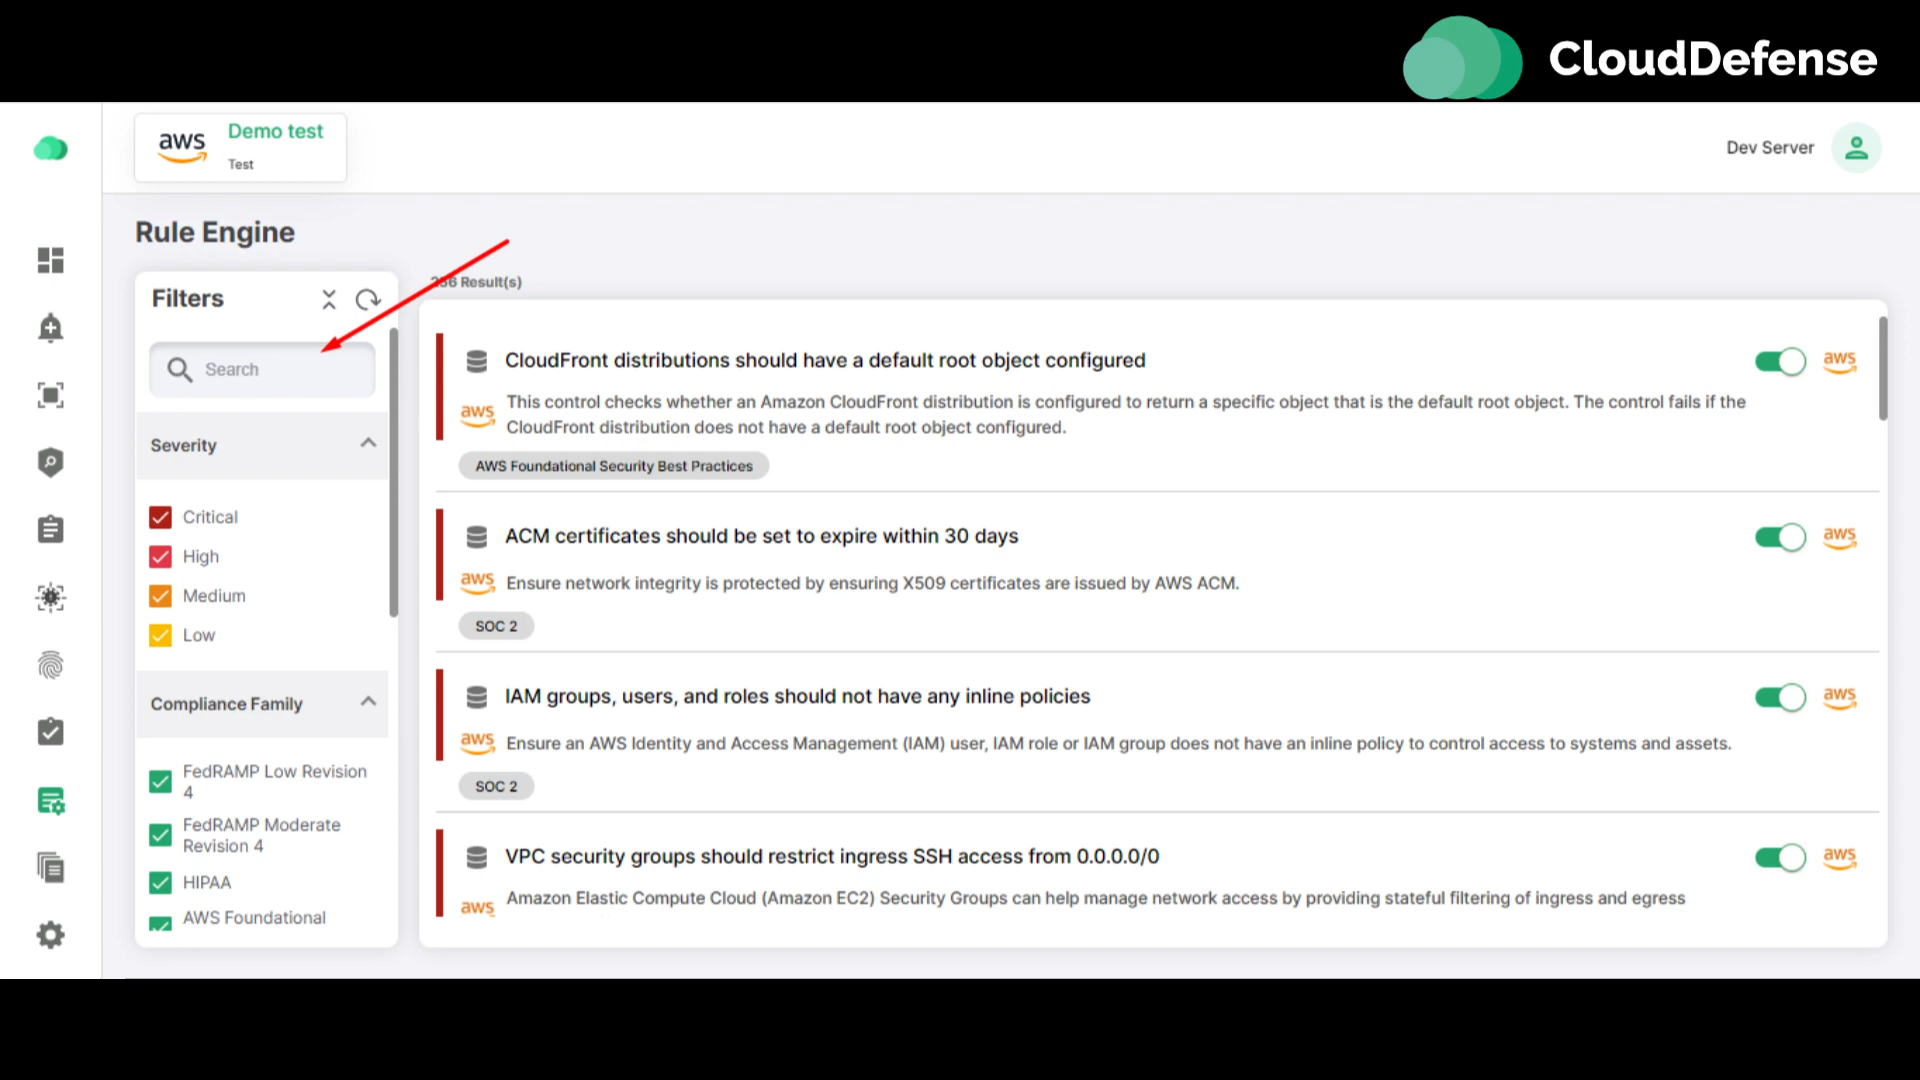 CloudDefense
aws
Demo test
Test
Dev Server
Rule Engine
Filters
Result(s)
Search
Severity
Critical
High
Medium
Low
Compliance Family
FedRAMP Low Revision
4
FedRAMP Moderate
Revision 4
HIPAA
AWS Foundational
CloudFront distributions should have a default root object configured
aws
aws
This control checks whether an Amazon CloudFront distribution is configured to return a specific object that is the default root object. The control fails if the
CloudFront distribution does not have a default root object configured.
AWS Foundational Security Best Practices
ACM certificates should be set to expire within 30 days
aws
aws
Ensure network integrity is protected by ensuring X509 certificates are issued by AWS ACM.
SOC 2
IAM groups, users, and roles should not have any inline policies
aws
aws
Ensure an AWS Identity and Access Management (IAM) user, IAM role or IAM group does not have an inline policy to control access to systems and assets.
SOC 2
VPC security groups should restrict ingress SSH access from 0.0.0.0/0
aws
aws
Amazon Elastic Compute Cloud (Amazon EC2) Security Groups can help manage network access by providing stateful filtering of ingress and egress